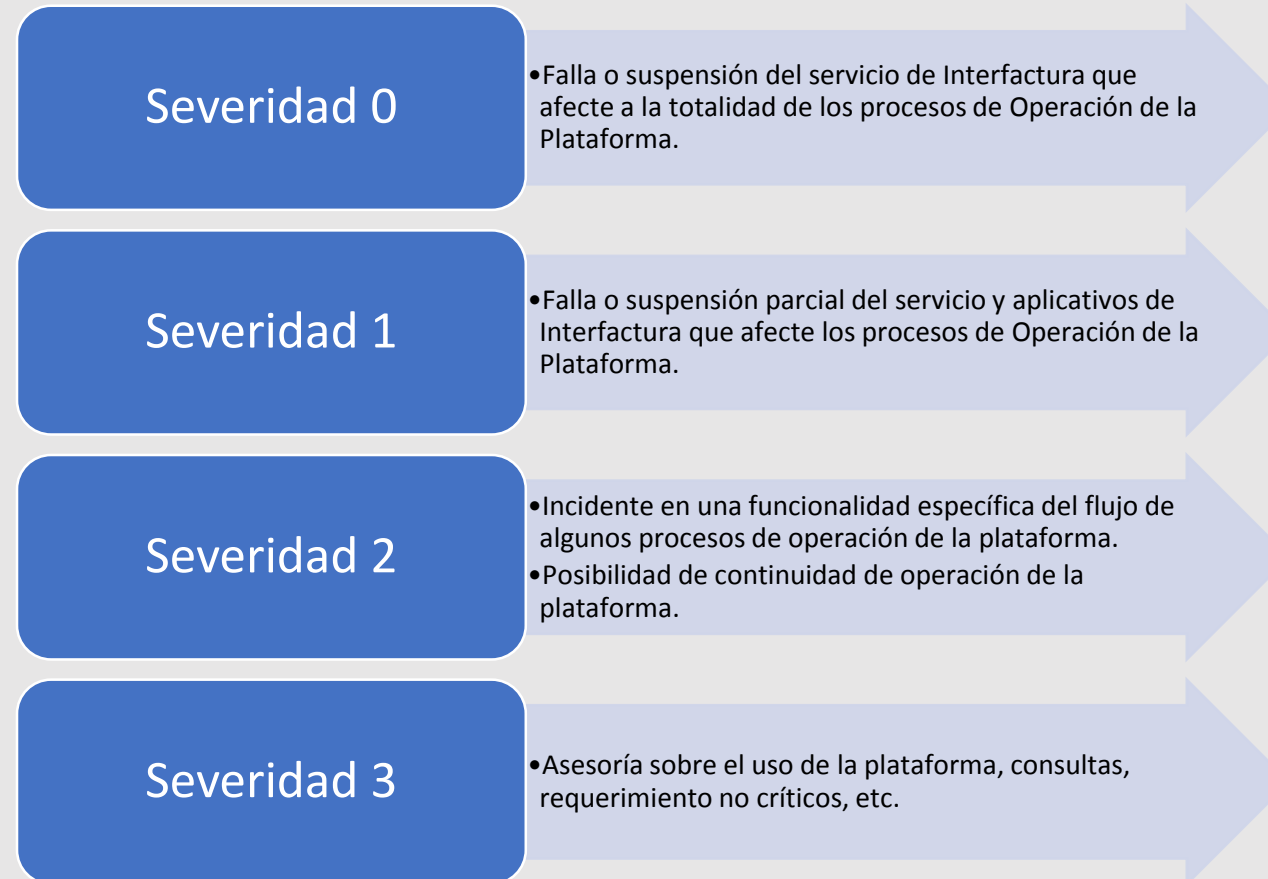 Severidad 0
•Falla o suspensión del servicio de Interfactura que
afecte a la totalidad de los procesos de Operación de la
Plataforma.
Severidad 1
•Falla o suspensión parcial del servicio y aplicativos de
Interfactura que afecte los procesos de Operación de la
Plataforma.
Severidad 2
•Incidente en una funcionalidad específica del flujo de
algunos procesos de operación de la plataforma.
•Posibilidad de continuidad de operación de la
plataforma.
Severidad 3
•Asesoría sobre el uso de la plataforma, consultas,
requerimiento no críticos, etc.